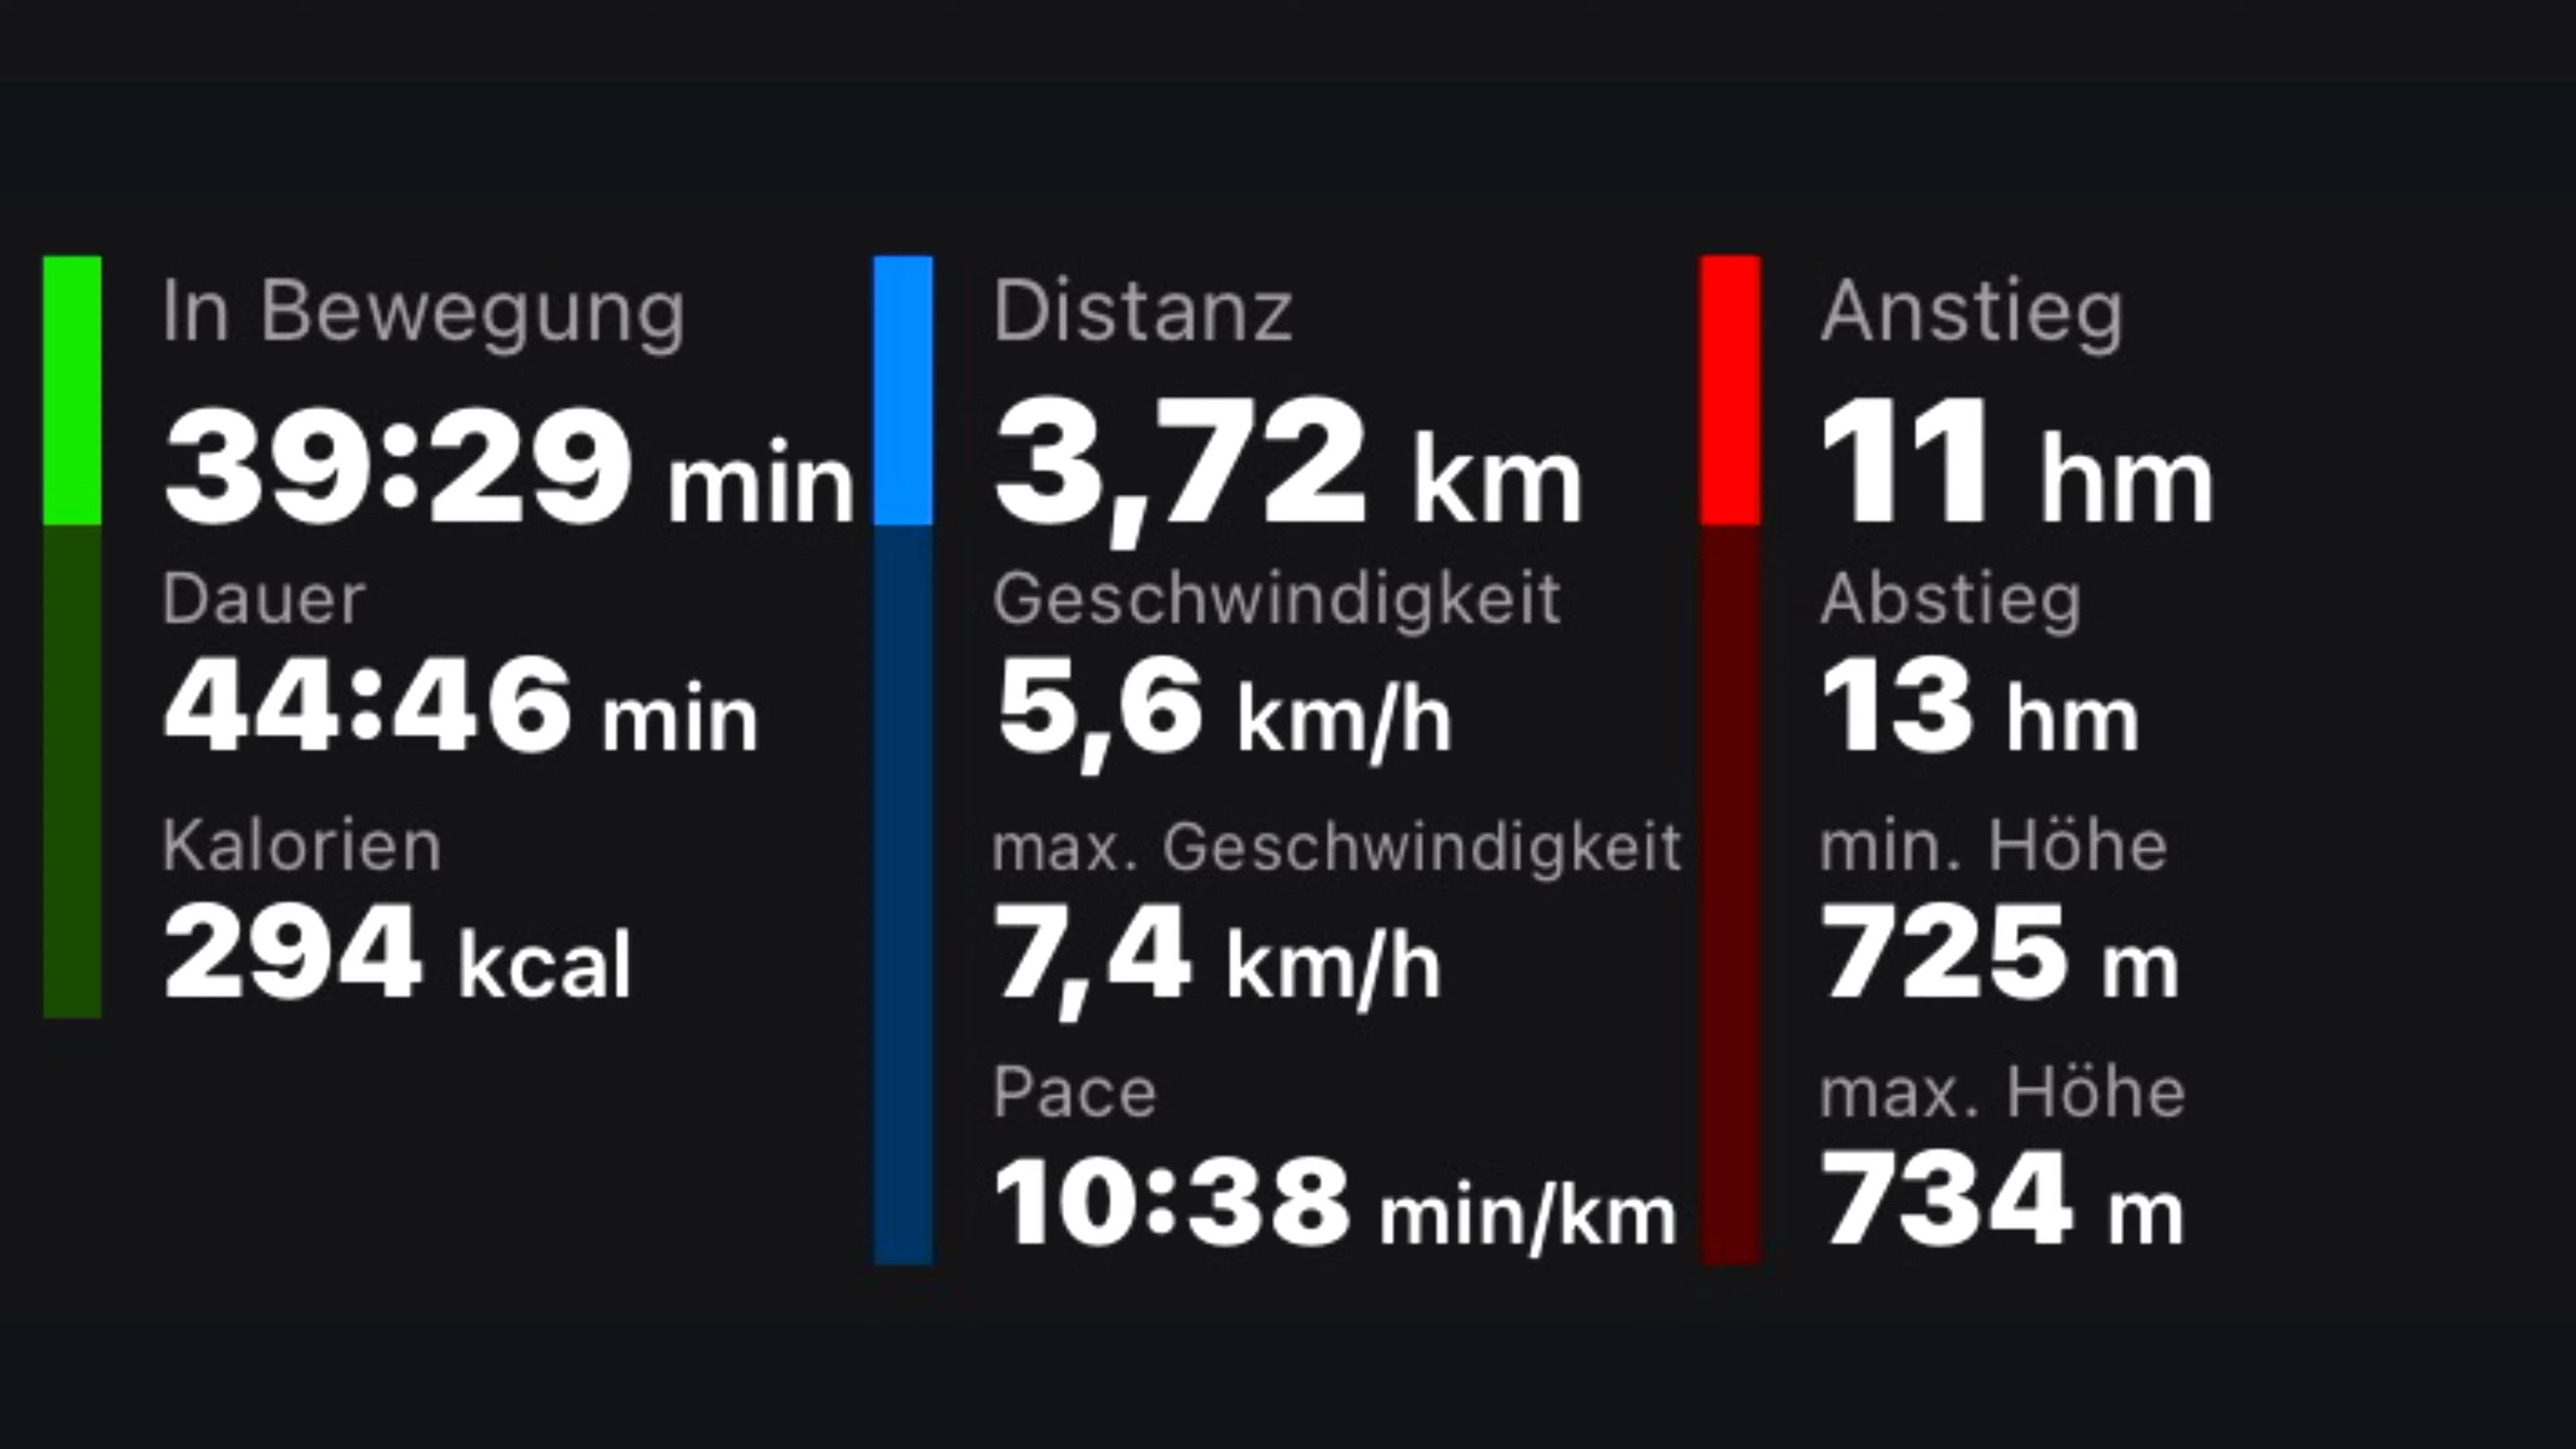 In Bewegung
39:29 min
Dauer
44:46 min
Kalorien
294 kcal
Distanz
3,72 km
Geschwindigkeit
5,6 km/h
max. Geschwindigkeit
7,4 km/h
Pace
10:38 min/km
Anstieg
11 hm
Abstieg
13 hm
min. Höhe
725 m
max. Höhe
734 m